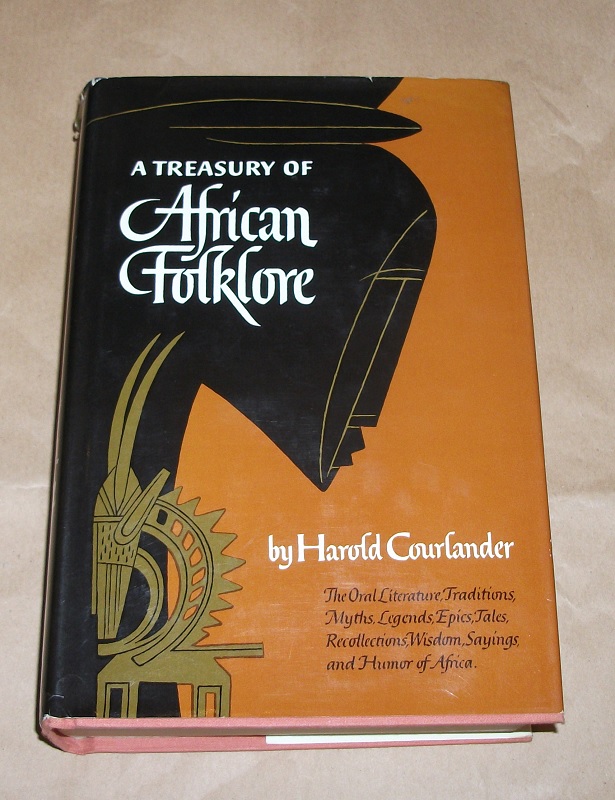 A TREASURY OF
African
Folklore
by Harold Courlander
The Oral Literature, Traditions,
Myths, Legends, Epics, Tales,
Recollections, Wisdom, Sayings,
and Humor of Africa.